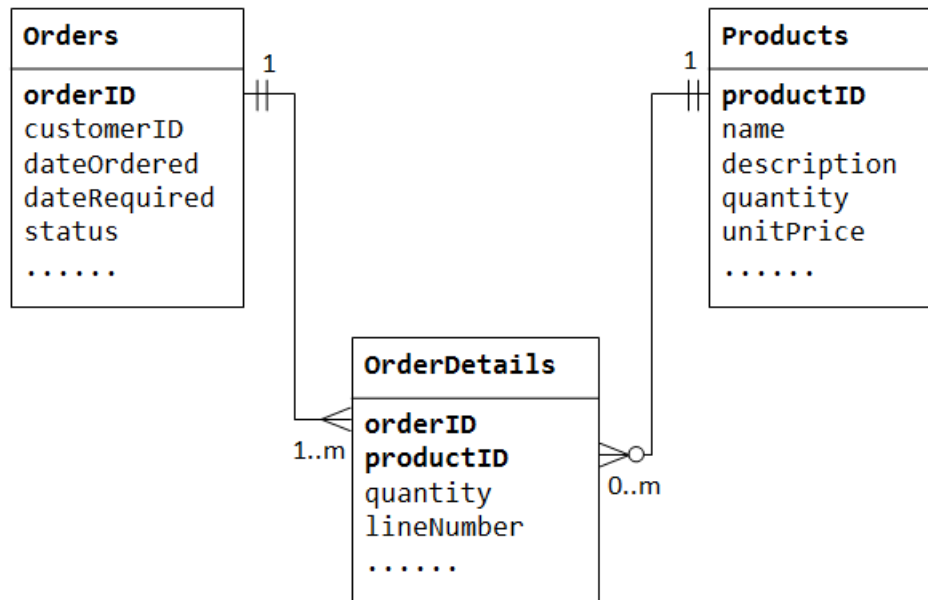 Orders
orderID
customerID
dateOrdered
dateRequired
status
......
1
1
Products
productID
name
description
quantity
unitPrice
......
OrderDetails
orderID
productID
quantity
lineNumber
......
1..m
0..m